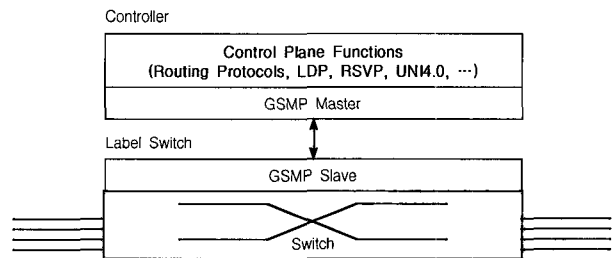 Controller
Control Plane Functions
(Routing Protocols, LDP, RSVP, UNI4.0, ···)
GSMP Master
Label Switch
GSMP Slave
Switch